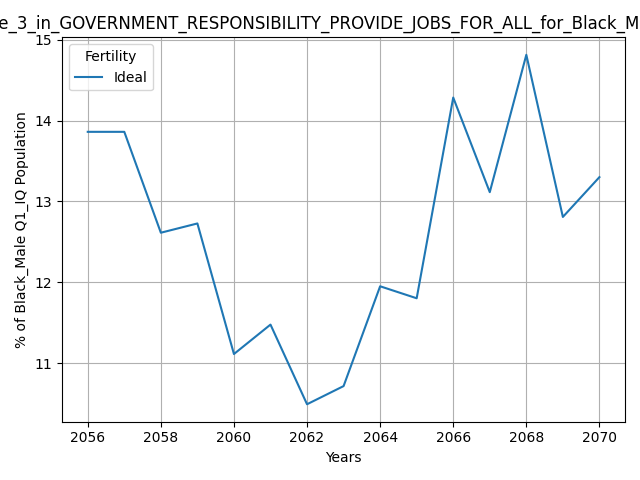 e_3_in_GOVERNMENT_RESPONSIBILITY_PROVIDE_JOBS_FOR_ALL_for_Black_M
Fertility
Ideal
% of Black_Male Q1_IQ Population
15
14
13
12
11
2056 2058 2060 2062 2064 2066 2068 2070
Years